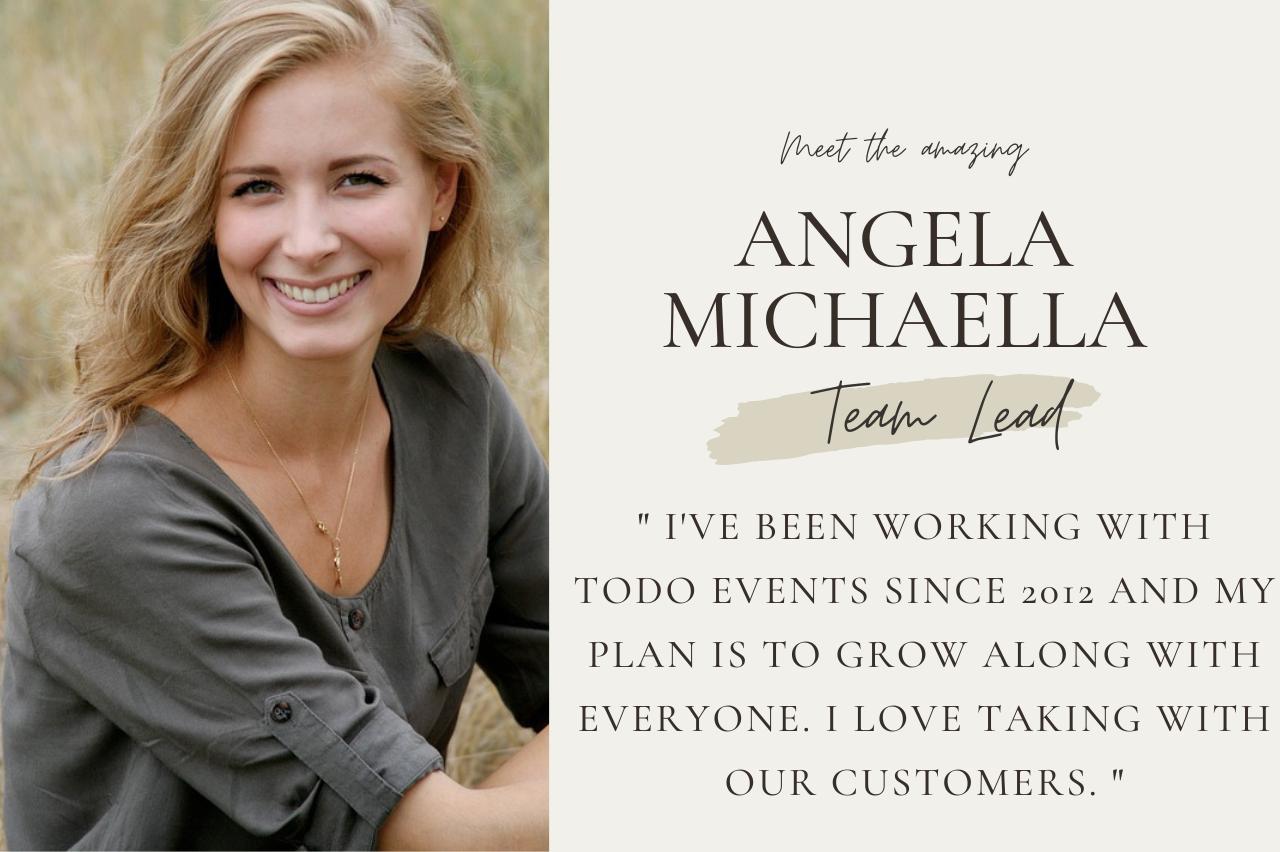 Meet the amazing
ANGELA
MICHAELLA
Team Lead
" I'VE BEEN WORKING WITH
TODO EVENTS SINCE 2012 AND MY
PLAN IS TO GROW ALONG WITH
EVERYONE. I LOVE TAKING WITH
OUR CUSTOMERS. "